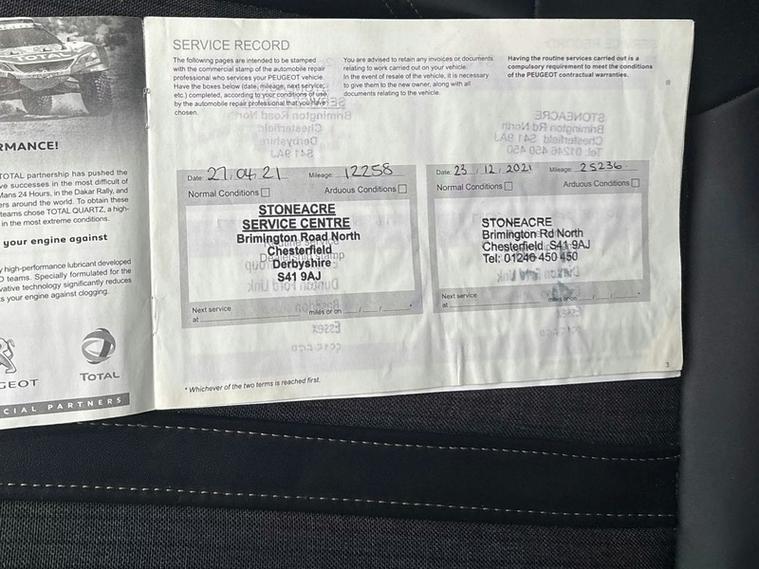 TOTAL
RMANCE!
TOTAL partnership has pushed the
ve successes in the most difficult of
Mans 24 Hours, in the Dakar Rally, and
ers around the world. To obtain these
teams chose TOTAL QUARTZ, a high-
in the most extreme conditions.
your engine against
y high-performance lubricant developed
D teams. Specially formulated for the
vative technology significantly reduces
s your engine against clogging.
GEOT
TOTAL
CIAL PARTNERS
SERVICE RECORD
The following pages are intended to be stamped
with the commercial stamp of the automobile repair
professional who services your PEUGEOT vehicle.
Have the boxes below (date, mileage, next service,
etc.) completed, according to your conditions of use,
by the automobile repair professional that you have
chosen.
You are advised to retain any invoices or documents
relating to work carried out on your vehicle.
In the event of resale of the vehicle, it is necessary
to give them to the new owner, along with all
documents relating to the vehicle.
Having the routine services carried out is a
compulsory requirement to meet the conditions
of the PEUGEOT contractual warranties.
Date: 27.04.21 Mileage: 12258
Normal Conditions Arduous Conditions
STONEACRE
SERVICE CENTRE
Brimington Road North
Chesterfield
Derbyshire
S41 9AJ
Next service
at miles or on / / *
Date: 23 / 12 / 2021 Mileage: 25236
Normal Conditions Arduous Conditions
STONEACRE
Brimington Rd North
Chesterfield S41 9AJ
Tel: 01246 450 450
Next service
at miles or on / / *
* Whichever of the two terms is reached first.
3